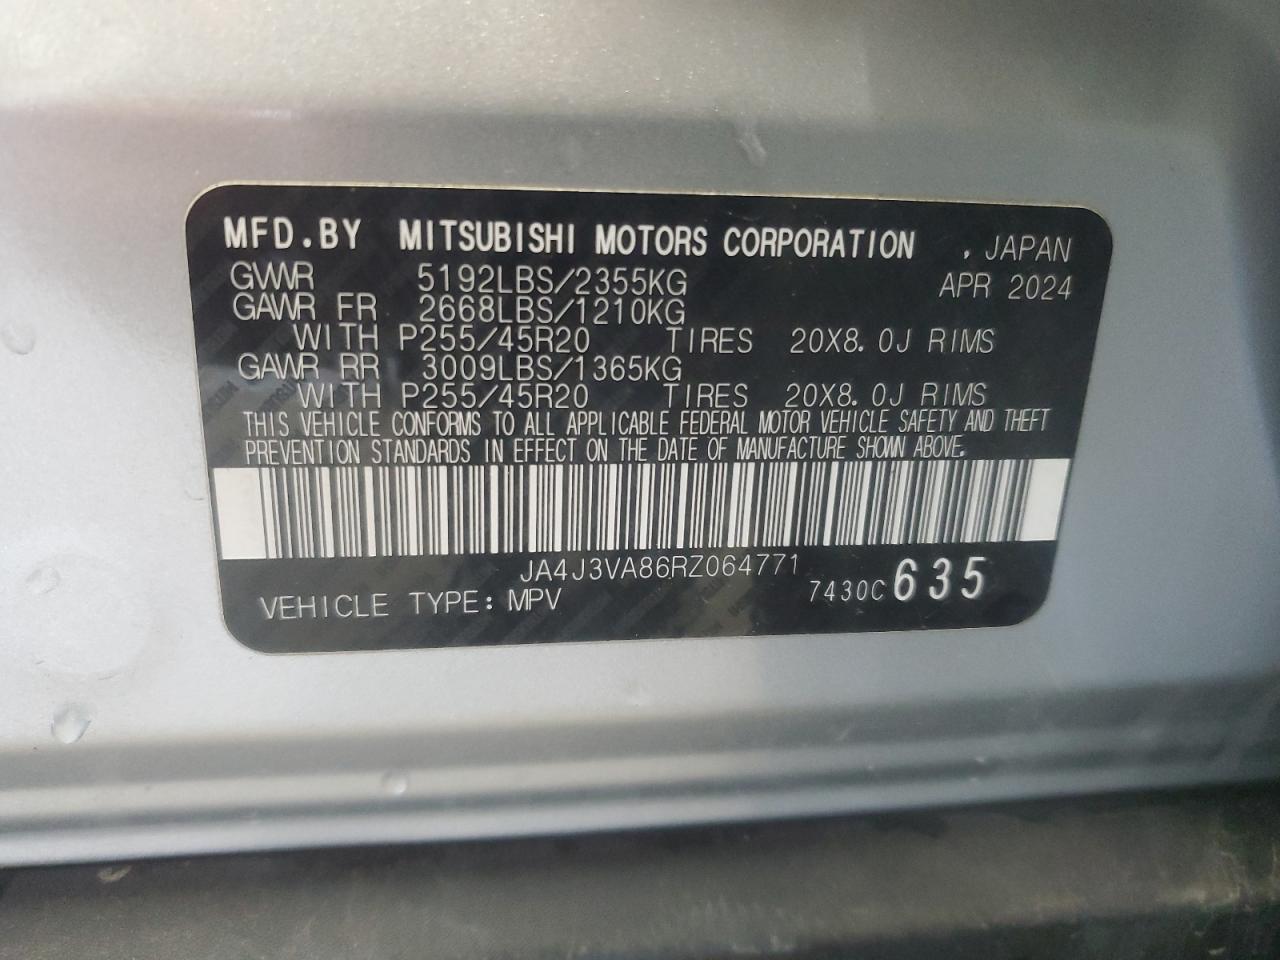 MFD.BY MITSUBISHI MOTORS CORPORATION , JAPAN
GVWR 5192LBS/2355KG APR 2024
GAWR FR 2668LBS/1210KG
WITH P255/45R20 TIRES 20X8.0J RIMS
GAWR RR 3009LBS/1365KG
WITH P255/45R20 TIRES 20X8.0J RIMS
THIS VEHICLE CONFORMS TO ALL APPLICABLE FEDERAL MOTOR VEHICLE SAFETY AND THEFT
PREVENTION STANDARDS IN EFFECT ON THE DATE OF MANUFACTURE SHOWN ABOVE.
JA4J3VA86RZ064771
VEHICLE TYPE: MPV 7430C 635